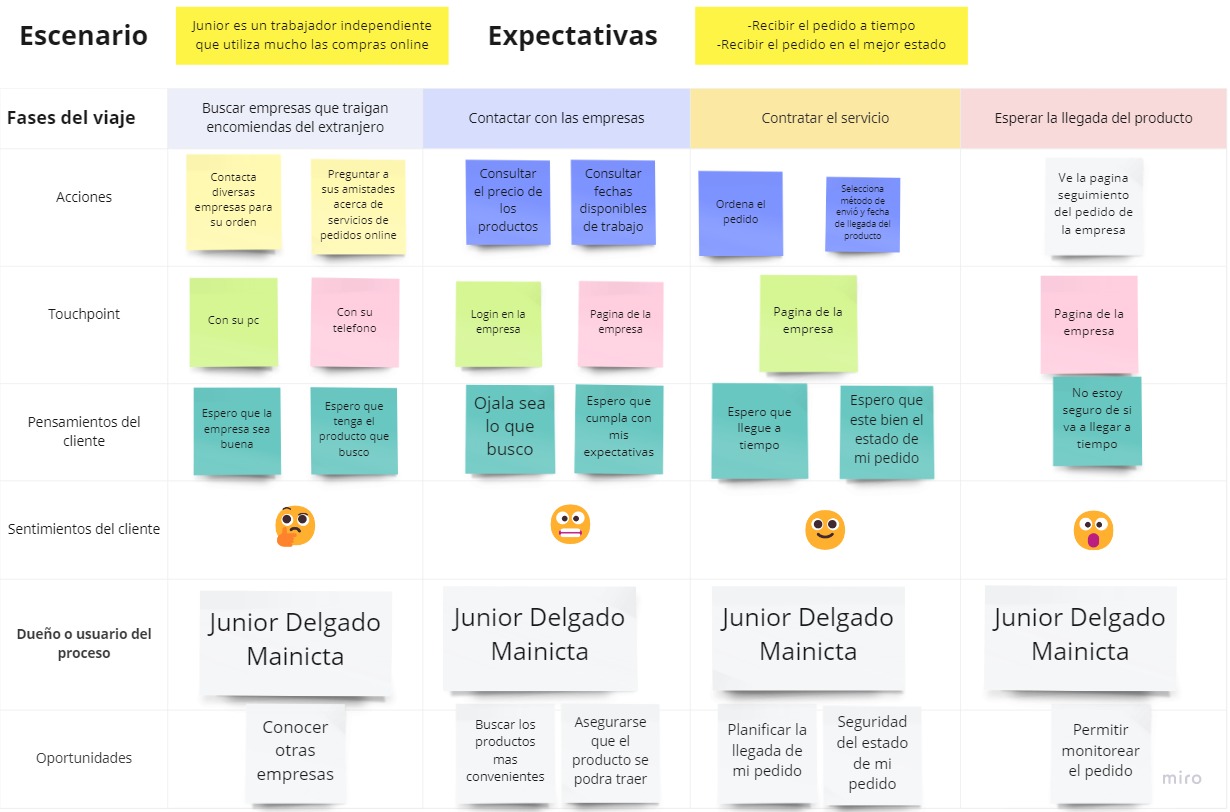 Escenario
Junior es un trabajador independiente
que utiliza mucho las compras online
Expectativas
-Recibir el pedido a tiempo
-Recibir el pedido en el mejor estado
Fases del viaje
Buscar empresas que traigan
encomiendas del extranjero
Contactar con las empresas
Contratar el servicio
Esperar la llegada del producto
Acciones
Contacta
diversas
empresas para
su orden
Preguntar a
sus amistades
acerca de
servicios de
pedidos online
Consultar
el precio de
los
productos
Consultar
fechas
disponibles
de trabajo
Ordena el
pedido
Selecciona
método de
envió y fecha
de llegada del
producto
Ve la pagina
seguimiento
del pedido de
la empresa
Touchpoint
Con su pc
Con su
telefono
Login en la
empresa
Pagina de la
empresa
Pagina de la
empresa
Pagina de la
empresa
Pensamientos del
cliente
Espero que la
empresa sea
buena
Espero que
tenga el
producto que
busco
Ojala sea
lo que
busco
Espero que
cumpla con
mis
expectativas
Espero que
llegue a
tiempo
Espero que
este bien el
estado de
mi pedido
No estoy
seguro de si
va a llegar a
tiempo
Sentimientos del cliente
Dueño o usuario del
proceso
Junior Delgado
Mainicta
Junior Delgado
Mainicta
Junior Delgado
Mainicta
Junior Delgado
Mainicta
Oportunidades
Conocer
otras
empresas
Buscar los
productos
mas
convenientes
Asegurarse
que el
producto se
podra traer
Planificar la
llegada de
mi pedido
Seguridad
del estado
de mi
pedido
Permitir
monitorear
el pedido
miro